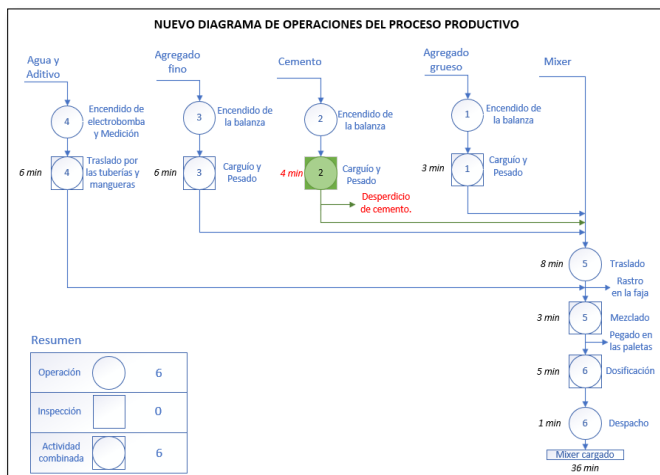 NUEVO DIAGRAMA DE OPERACIONES DEL PROCESO PRODUCTIVO
Agua y
Aditivo
Agregado
fino
Cemento
Agregado
grueso
Mixer
4
Encendido de
electrobomba
y Medición
3
Encendido de
la balanza
2
Encendido de
la balanza
1
Encendido de
la balanza
6 min
4
Traslado por
las tuberías y
mangueras
6 min
3
Carguío y
Pesado
4 min
2
Carguío y
Pesado
3 min
1
Carguío y
Pesado
Desperdicio
de cemento.
8 min
5
Traslado
Rastro
en la faja
3 min
5
Mezclado
Pegado en
las paletas
5 min
6
Dosificación
1 min
6
Despacho
Mixer cargado
36 min
Resumen
Operación
6
Inspección
0
Actividad
combinada
6